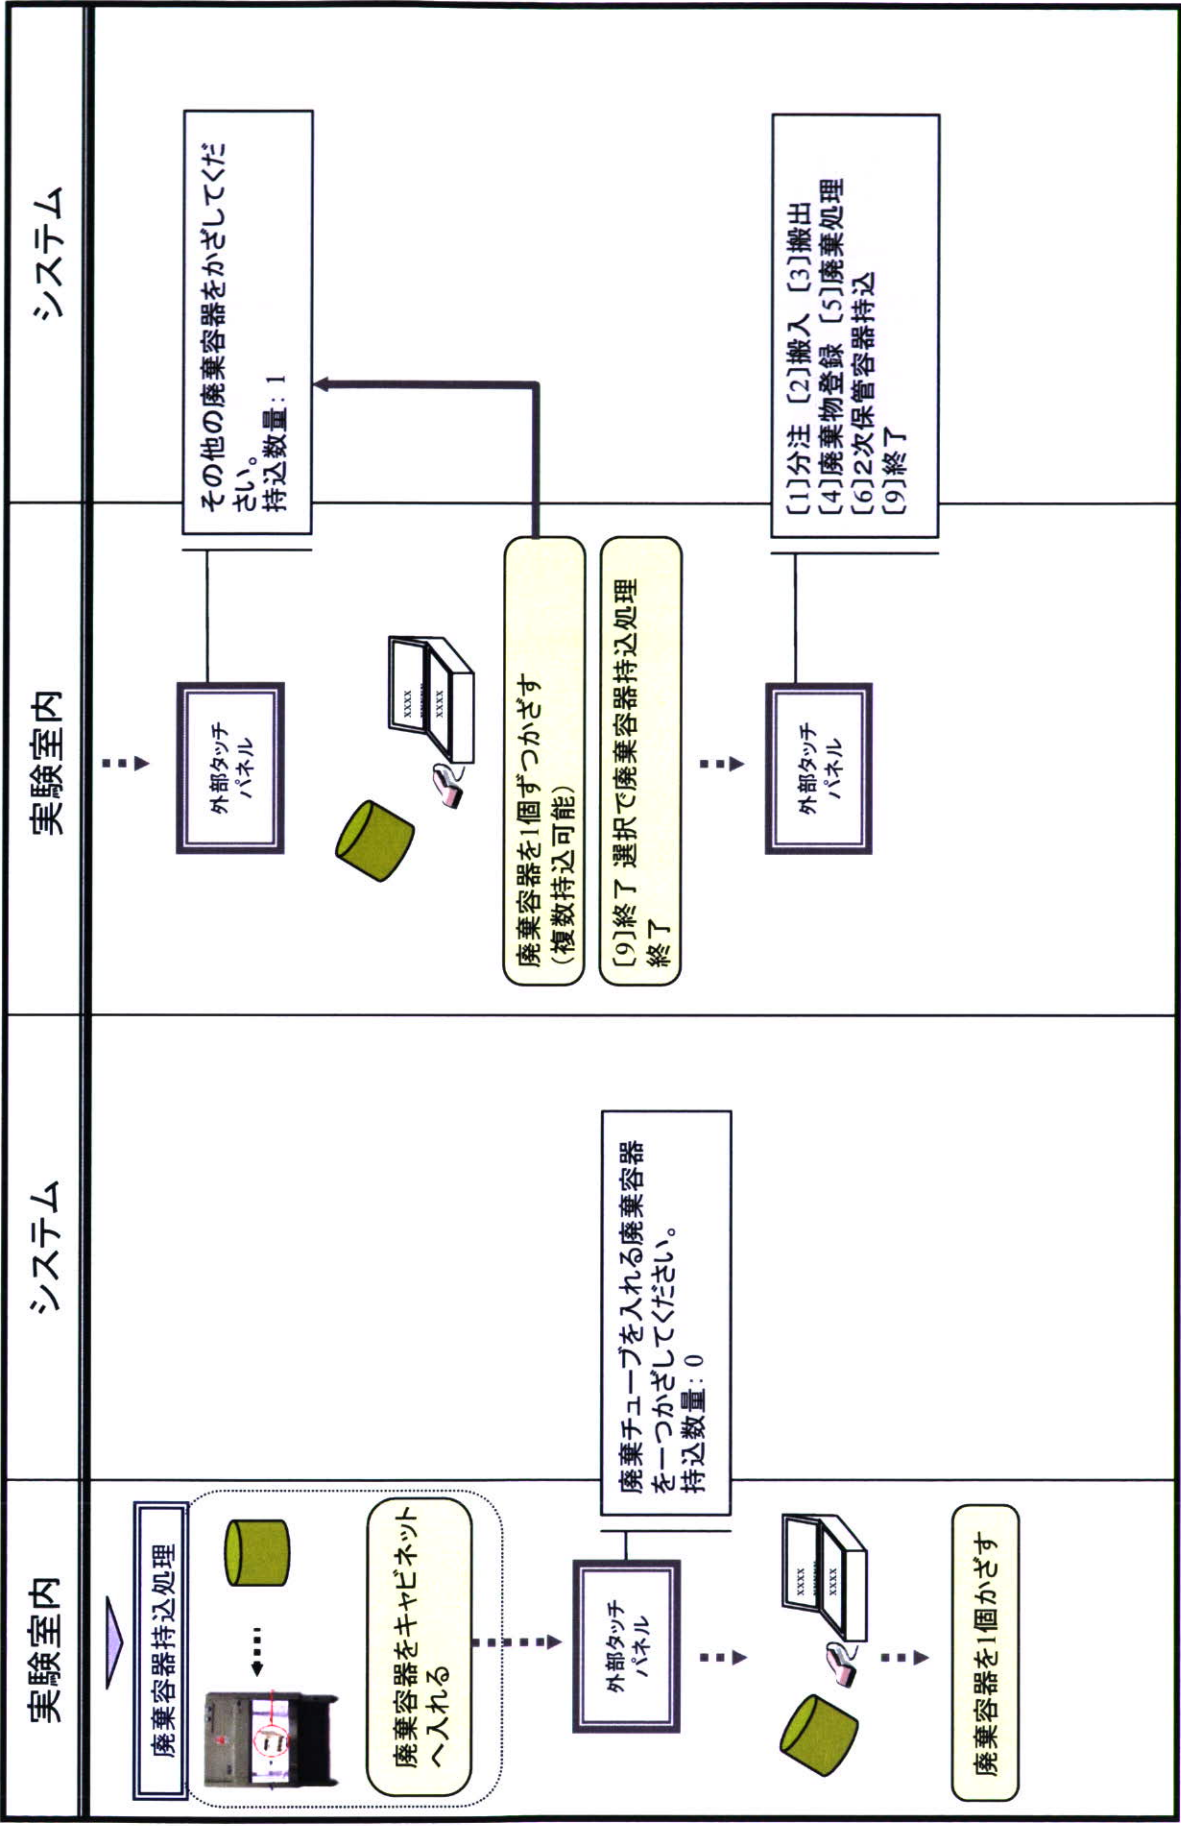 実験室内
システム
実験室内
システム
廃棄容器持込処理
廃棄容器をキャビネット
へ入れる
外部タッチ
パネル
廃棄チューブを入れる廃棄容器
を一つかざしてください。
持込数量：0
XXXX
XXXX
廃棄容器を1個かざす
外部タッチ
パネル
その他の廃棄容器をかざしてくだ
さい。
持込数量：1
XXXX
XXXX
廃棄容器を1個ずつかざす
（複数持込可能）
〔9〕終了 選択で廃棄容器持込処理
終了
外部タッチ
パネル
〔1〕分注 〔2〕搬入 〔3〕搬出
〔4〕廃棄物登録 〔5〕廃棄処理
〔6〕2次保管容器持込
〔9〕終了